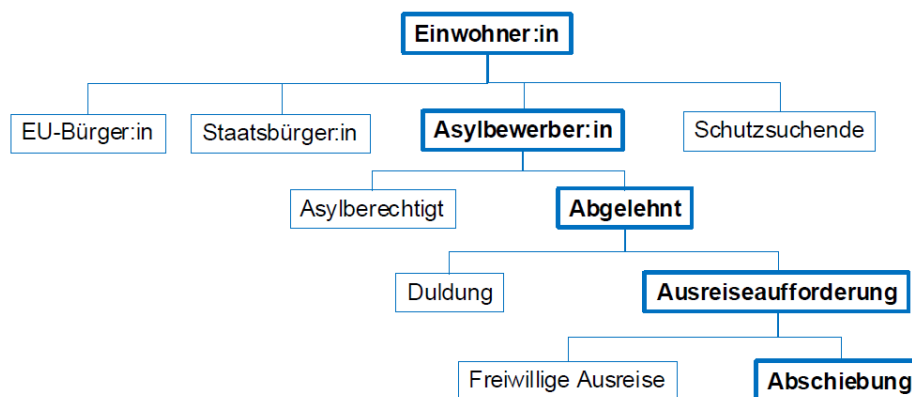 Einwohner:in
EU-Bürger:in
Staatsbürger:in
Asylbewerber:in
Schutzsuchende
Asylberechtigt
Abgelehnt
Duldung
Ausreiseaufforderung
Freiwillige Ausreise
Abschiebung